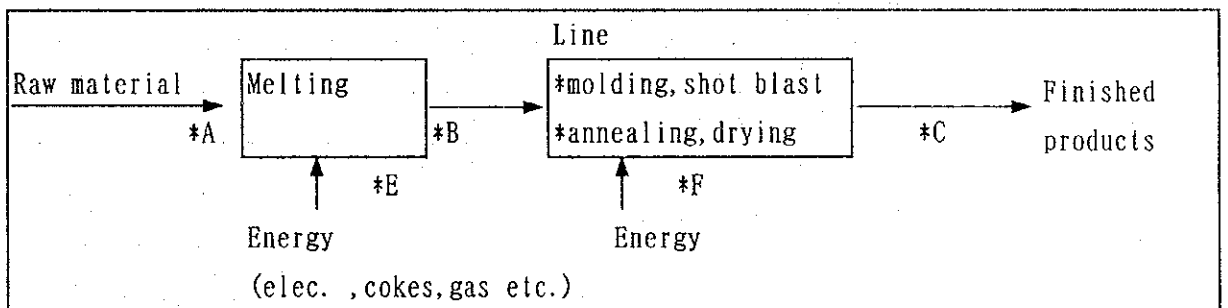 Line
Raw material
Melting
*molding, shot blast
Finished
*A
*B
*annealing, drying
*C
products
*E
*F
Energy
Energy
(elec. ,cokes,gas etc.)